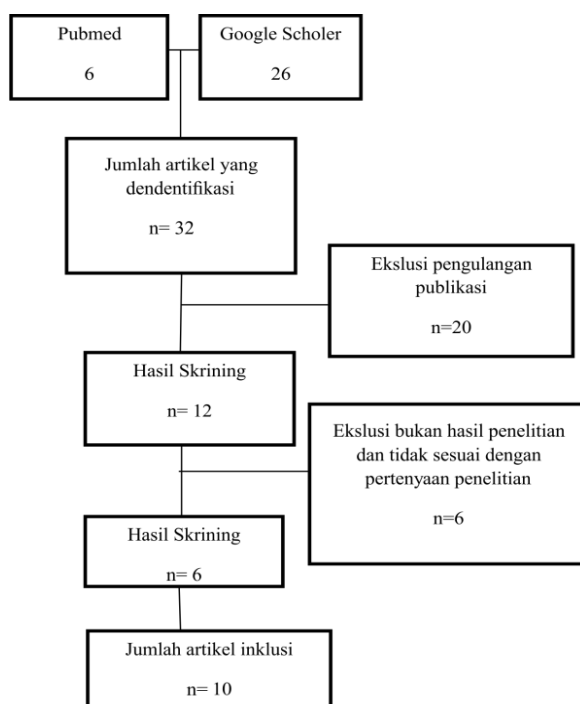 Pubmed
6
Google Scholer
26
Jumlah artikel yang
dendentifikasi
n= 32
Ekslusi pengulangan
publikasi
n=20
Hasil Skrining
n= 12
Ekslusi bukan hasil penelitian
dan tidak sesuai dengan
pertenyaan penelitian
n=6
Hasil Skrining
n= 6
Jumlah artikel inklusi
n= 10